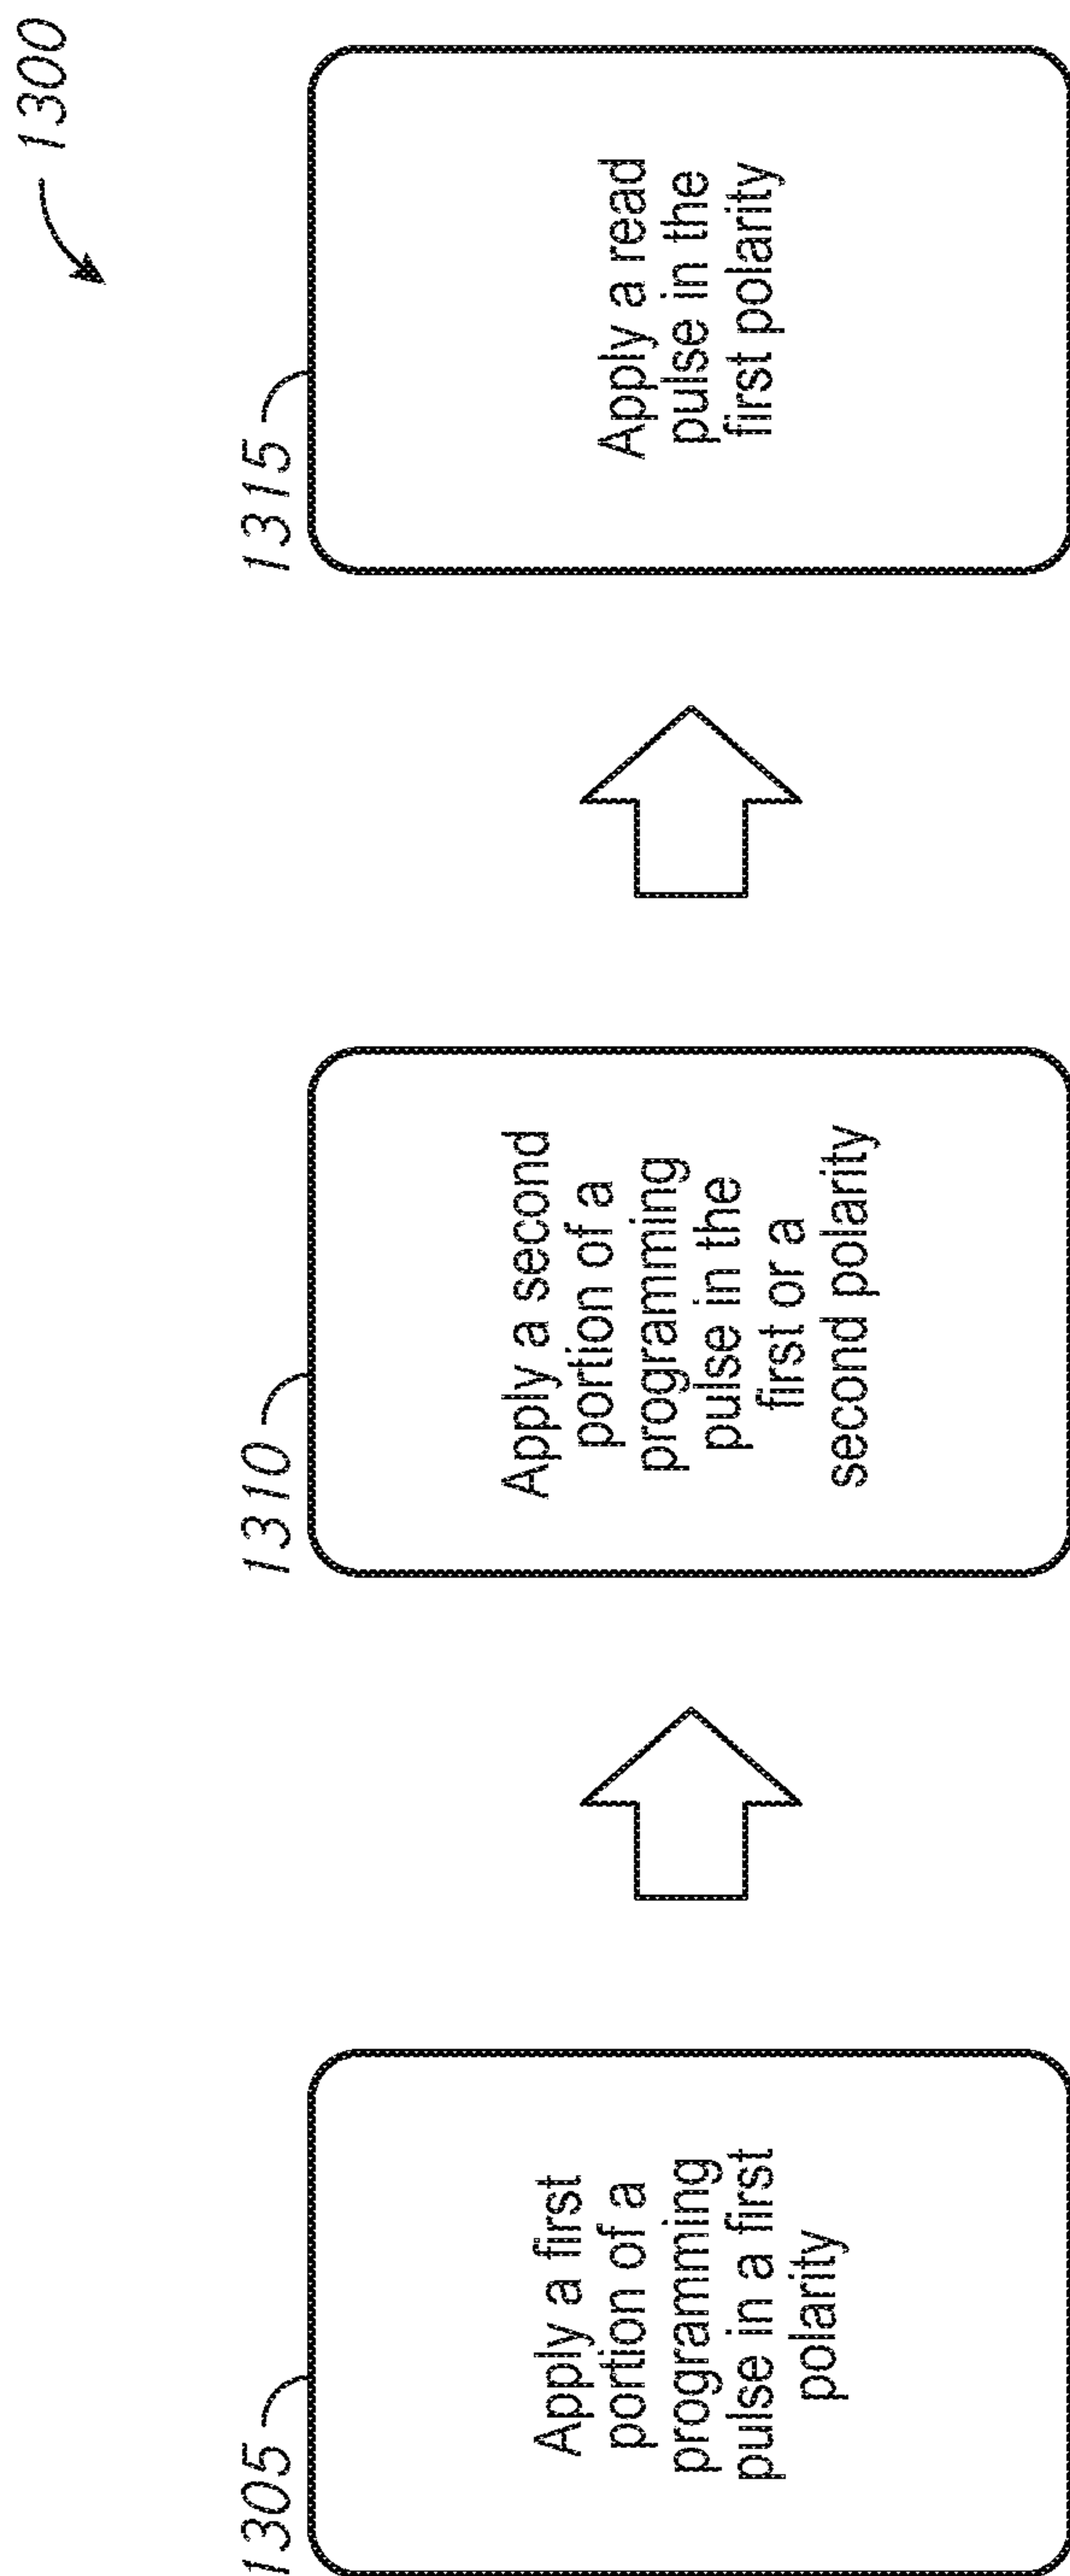 1300
1305
Apply a first
portion of a
programming
pulse in a first
polarity
1310
Apply a second
portion of a
programming
pulse in the
first or a
second polarity
1315
Apply a read
pulse in the
first polarity